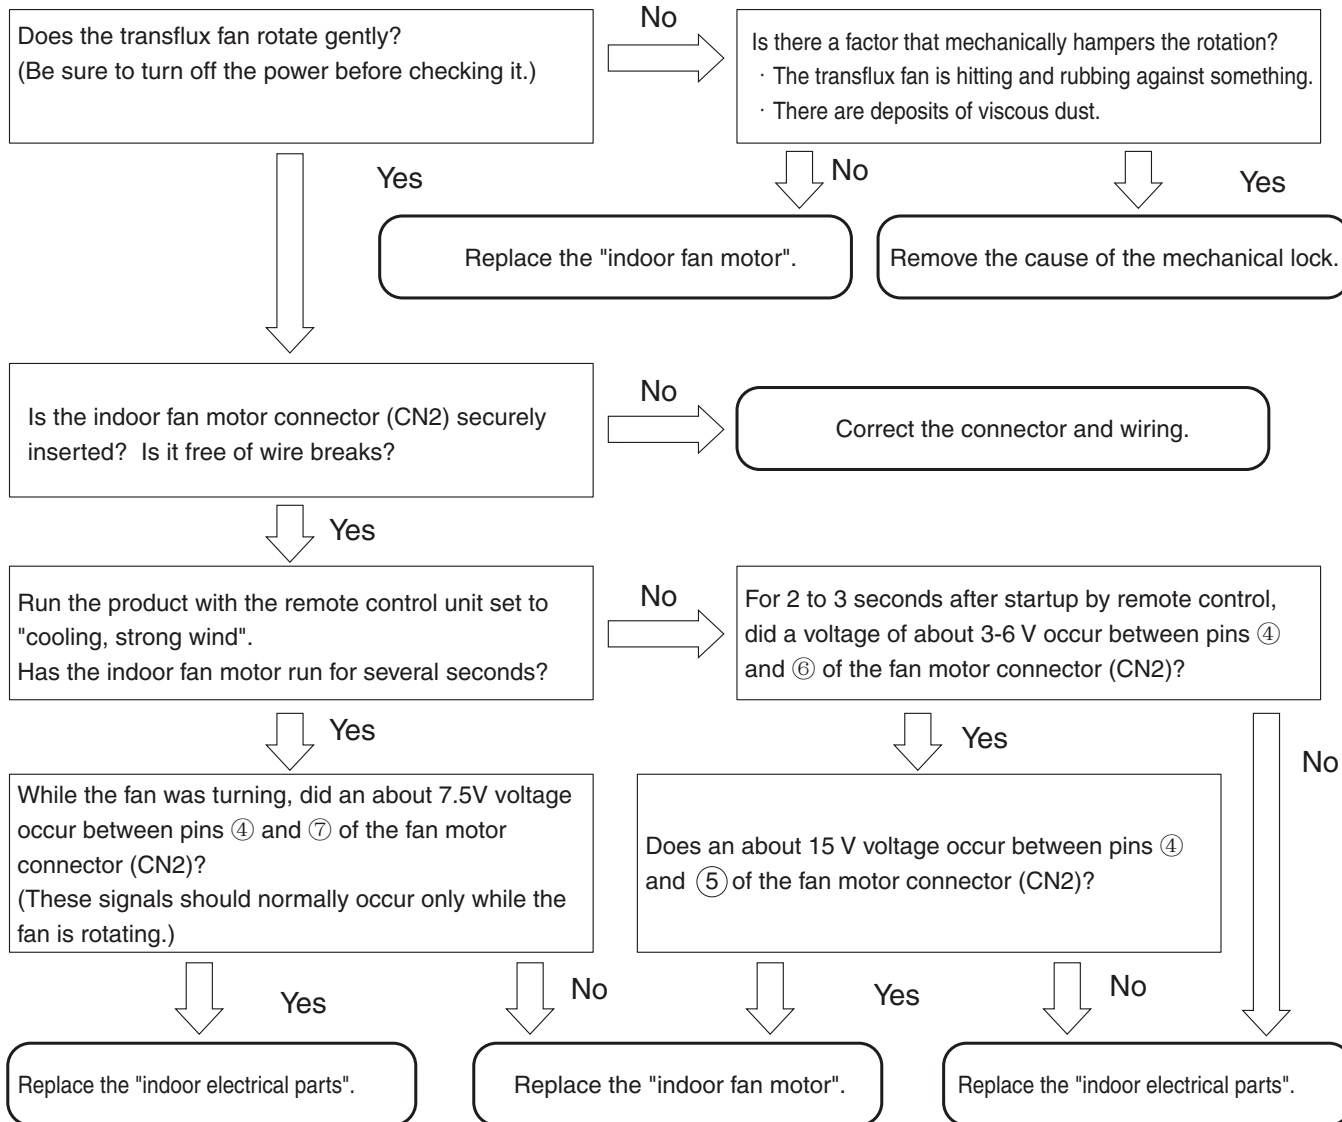 Does the transflux fan rotate gently?
(Be sure to turn off the power before checking it.)
No
Is there a factor that mechanically hampers the rotation?
· The transflux fan is hitting and rubbing against something.
· There are deposits of viscous dust.
Yes
No
Yes
Replace the "indoor fan motor".
Remove the cause of the mechanical lock.
Is the indoor fan motor connector (CN2) securely
inserted? Is it free of wire breaks?
No
Correct the connector and wiring.
Yes
Run the product with the remote control unit set to
"cooling, strong wind".
Has the indoor fan motor run for several seconds?
No
For 2 to 3 seconds after startup by remote control,
did a voltage of about 3-6 V occur between pins ④
and ⑥ of the fan motor connector (CN2)?
Yes
Yes
No
While the fan was turning, did an about 7.5V voltage
occur between pins ④ and ⑦ of the fan motor
connector (CN2)?
(These signals should normally occur only while the
fan is rotating.)
Does an about 15 V voltage occur between pins ④
and ⑤ of the fan motor connector (CN2)?
Yes
No
Yes
No
Replace the "indoor electrical parts".
Replace the "indoor fan motor".
Replace the "indoor electrical parts".